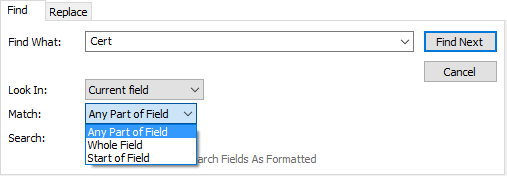 Find Replace
Find What: Cert Find Next
Cancel
Look In: Current field
Match: Any Part of Field
Any Part of Field
Whole Field
Search:
Start of Field
Fields As Formatted